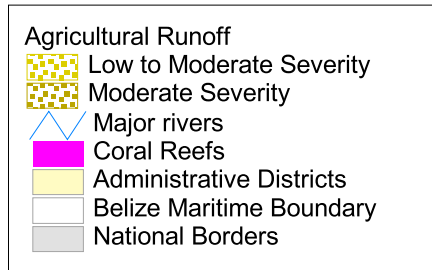 Agricultural Runoff
Low to Moderate Severity
Moderate Severity
Major rivers
Coral Reefs
Administrative Districts
Belize Maritime Boundary
National Borders